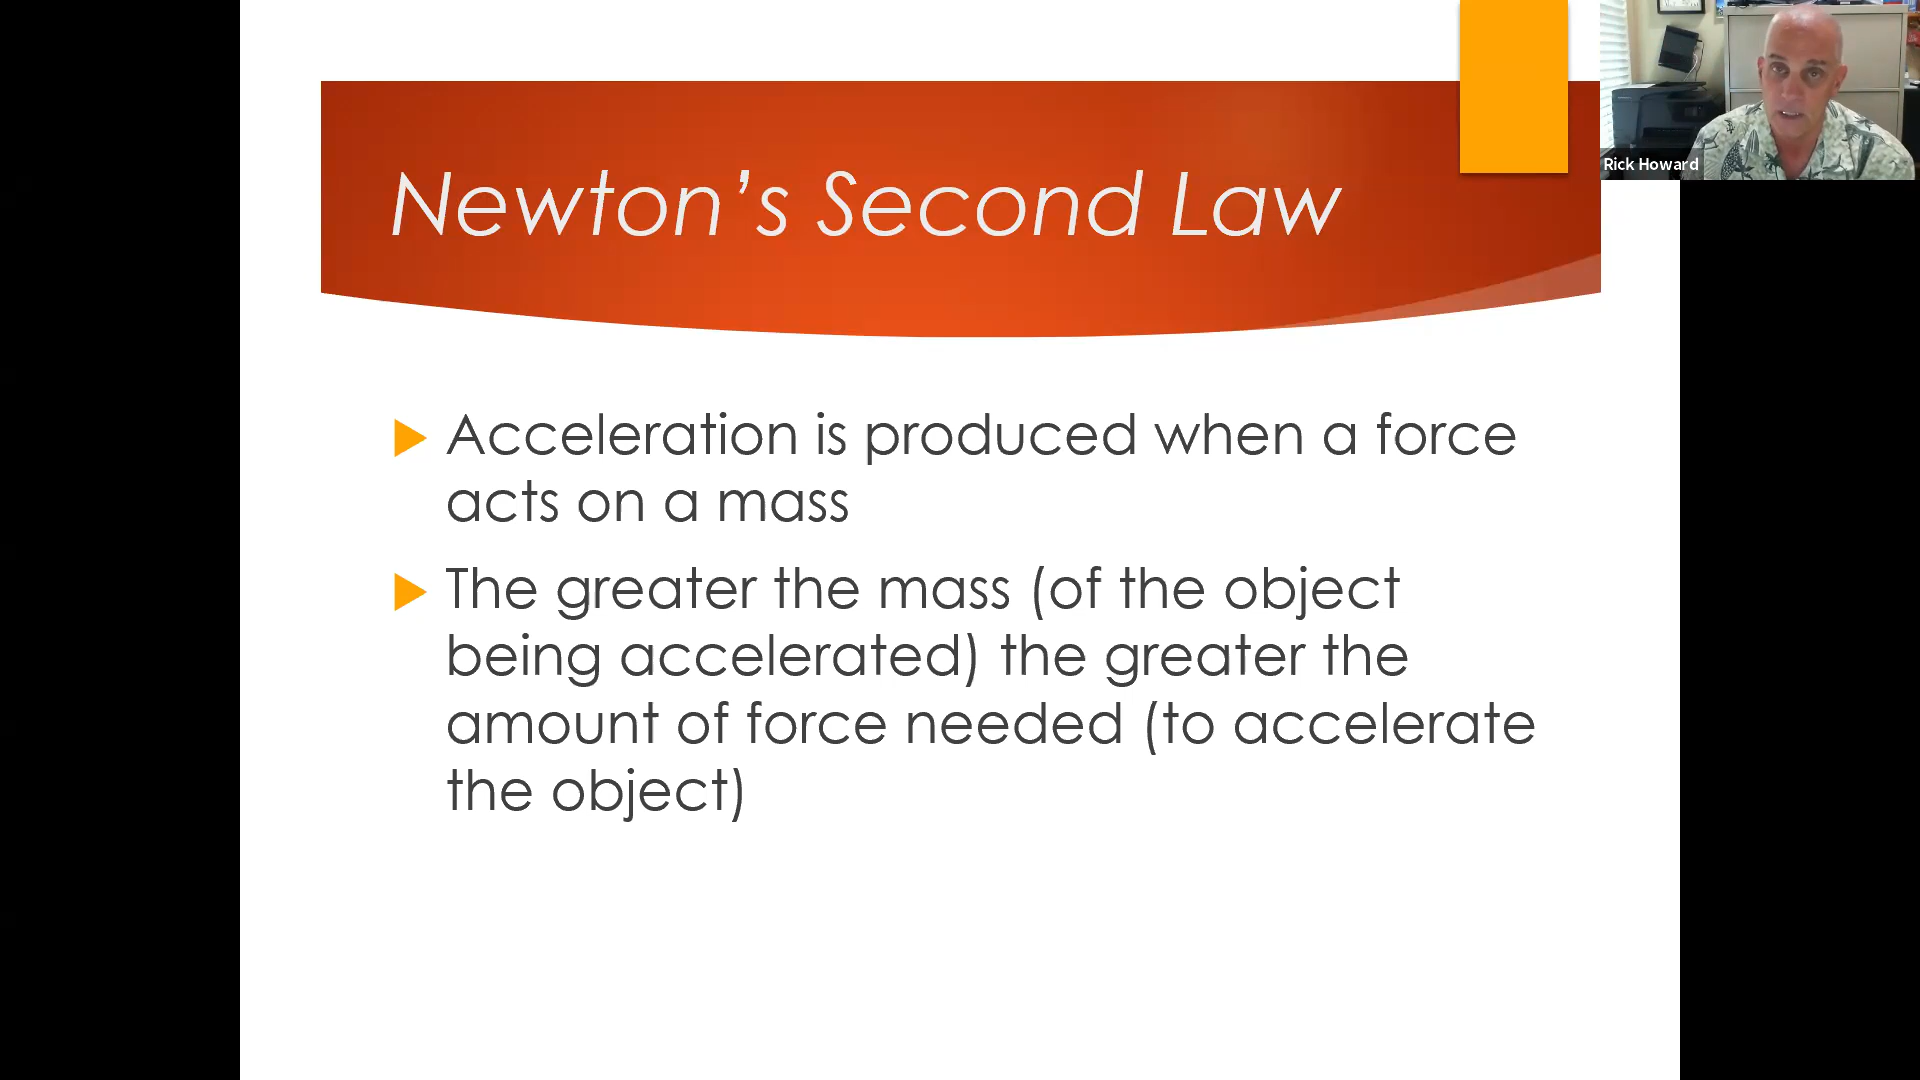 Newton’s Second Law
Rick Howard
Acceleration is produced when a force
acts on a mass
The greater the mass (of the object
being accelerated) the greater the
amount of force needed (to accelerate
the object)